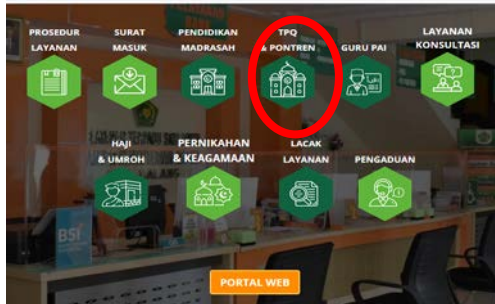 PROSEDUR
LAYANAN
SURAT
MASUK
PENDIDIKAN
MADRASAH
TPQ
& PONTREN
GURU PAI
LAYANAN
KONSULTASI
HAJI
& UMROH
PERNIKAHAN
& KEAGAMAAN
LACAK
LAYANAN
PENGADUAN
BSI
PORTAL WEB